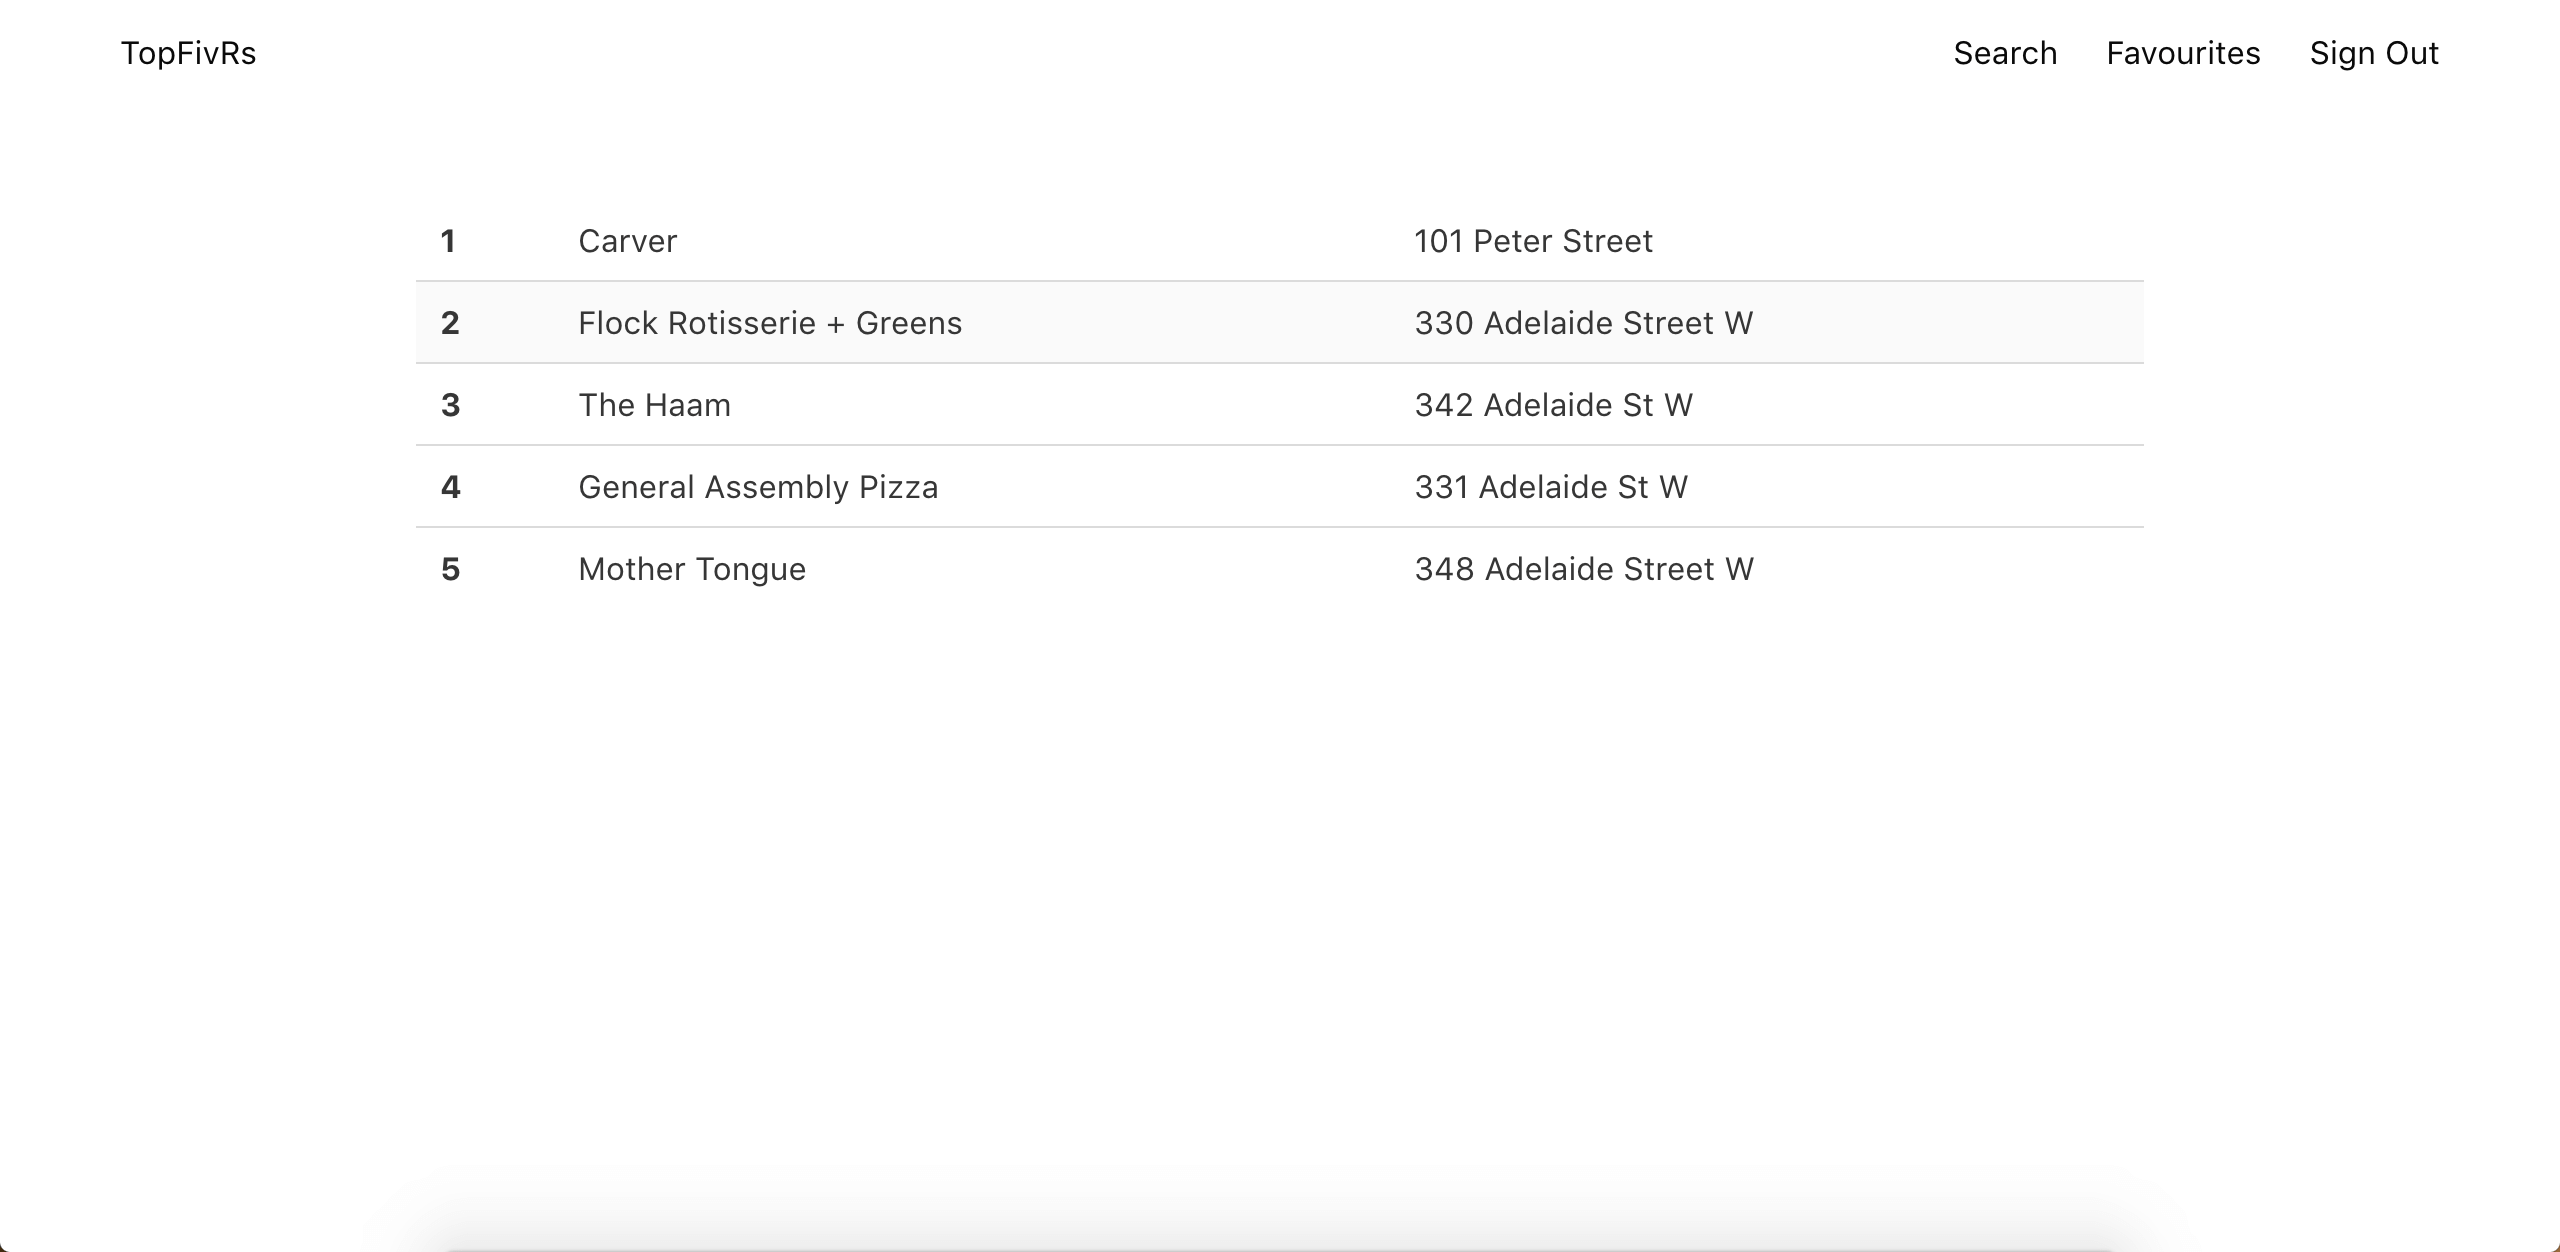 TopFivRs Search Favourites Sign Out
1 Carver 101 Peter Street
2 Flock Rotisserie + Greens 330 Adelaide Street W
3 The Haam 342 Adelaide St W
4 General Assembly Pizza 331 Adelaide St W
5 Mother Tongue 348 Adelaide Street W